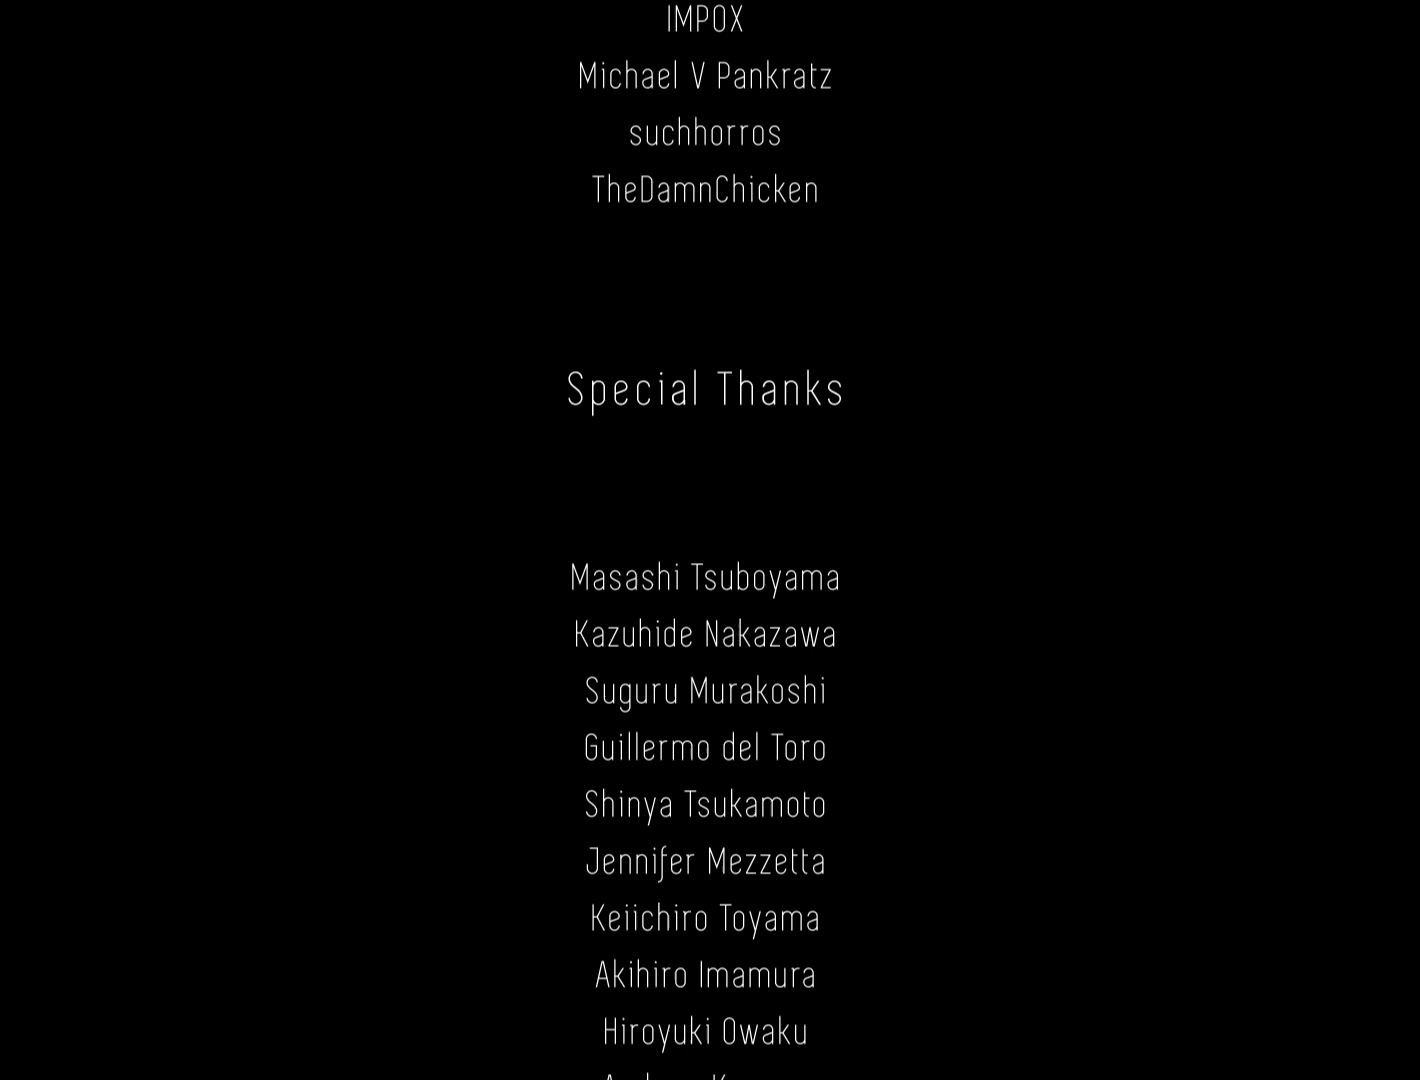 IMPOX
Michael V Pankratz
suchhorros
TheDamnChicken
Special Thanks
Masashi Tsuboyama
Kazuhide Nakazawa
Suguru Murakoshi
Guillermo del Toro
Shinya Tsukamoto
Jennifer Mezzetta
Keiichiro Toyama
Akihiro Imamura
Hiroyuki Owaku